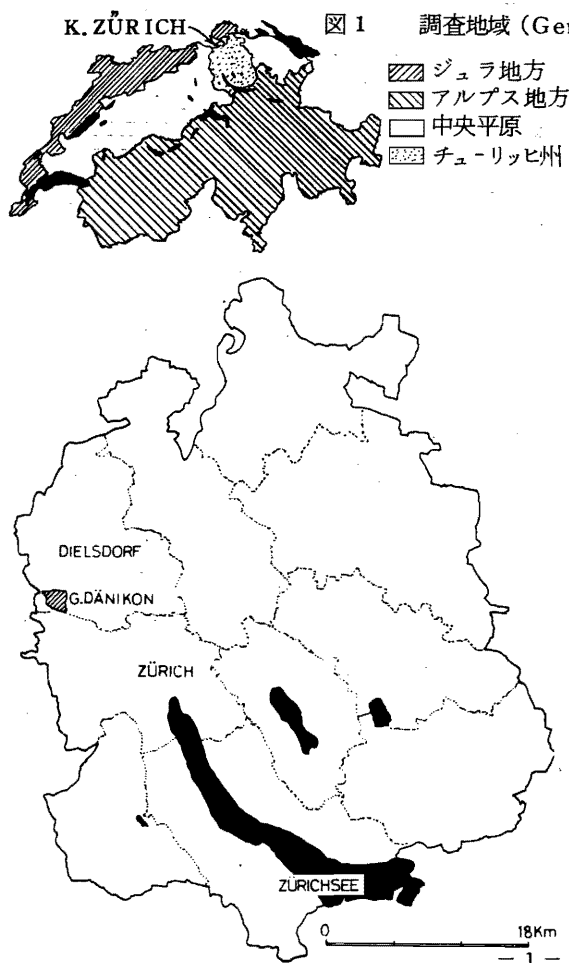 K. ZÜRICH
図1 調査地域 (Ge
ジュラ地方
アルプス地方
中央平原
チューリッヒ州
DIELSDORF
G.DÄNIKON
ZÜRICH
ZÜRICHSEE
0 18Km
— 1 —